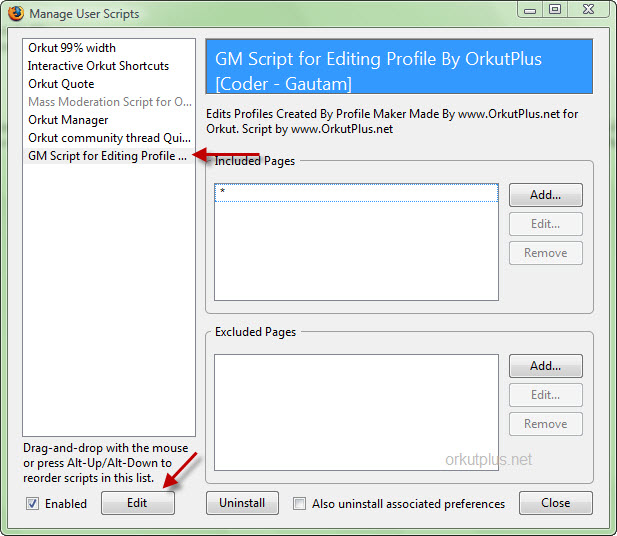 Manage User Scripts
Orkut 99% width
Interactive Orkut Shortcuts
Orkut Quote
Mass Moderation Script for O...
Orkut Manager
Orkut community thread Qui...
GM Script for Editing Profile ...
Drag-and-drop with the mouse
or press Alt-Up/Alt-Down to
reorder scripts in this list.
Enabled
Edit
GM Script for Editing Profile By OrkutPlus
[Coder - Gautam]
Edits Profiles Created By Profile Maker Made By www.OrkutPlus.net for
Orkut. Script by www.OrkutPlus.net
Included Pages
*
Add...
Edit...
Remove
Excluded Pages
Add...
Edit...
Remove
orkutplus.net
Uninstall
Also uninstall associated preferences
Close